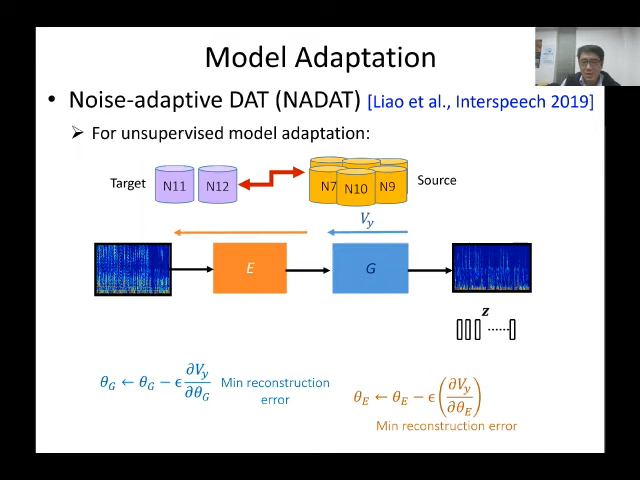 Model Adaptation
• Noise-adaptive DAT (NADAT) [Liao et al., Interspeech 2019]
➤ For unsupervised model adaptation:
Target N11 N12 N7 N10 N9 Source
V_y
E G
z
......
θ_G ← θ_G − ϵ ∂V_y/∂θ_G Min reconstruction error
θ_E ← θ_E − ϵ(∂V_y/∂θ_E)
Min reconstruction error